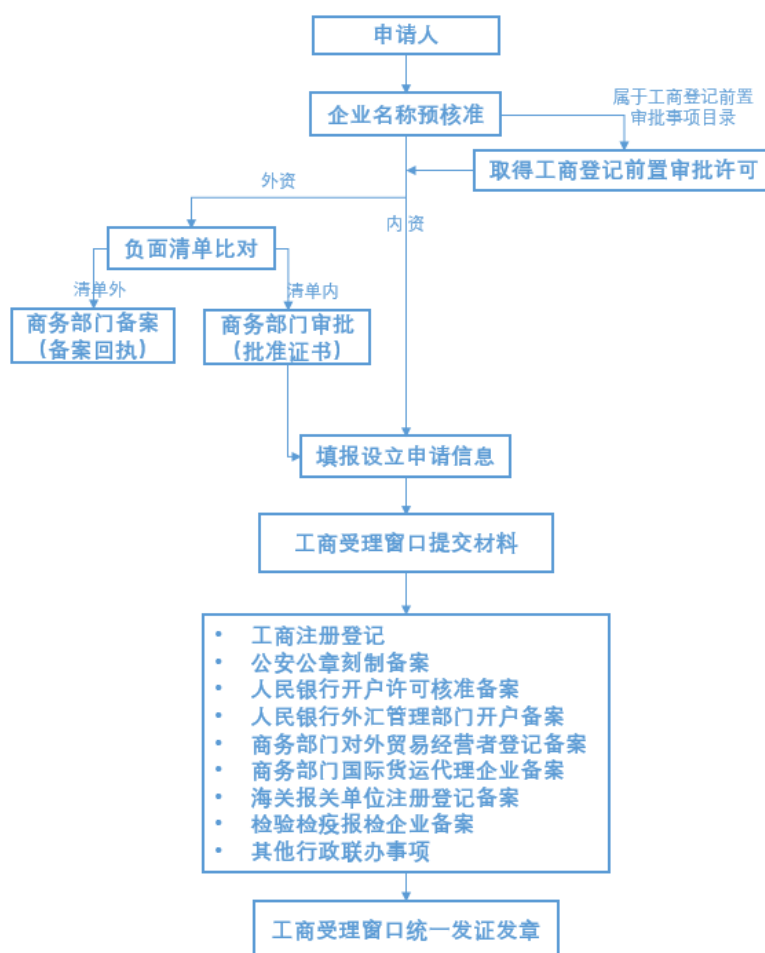 申请人
企业名称预核准
属于工商登记前置
审批事项目录
取得工商登记前置审批许可
外资
内 资
负面清单比对
清单外
清单内
商务部门备案
(备案回执)
商务部门审批
(批准证书)
填报设立申请信息
工商受理窗口提交材料
• 工商注册登记
• 公安公章刻制备案
• 人民银行开户许可核准备案
• 人民银行外汇管理部门开户备案
• 商务部门对外贸易经营者登记备案
• 商务部门国际货运代理企业备案
• 海关报关单位注册登记备案
• 检验检疫报检企业备案
• 其他行政联办事项
工商受理窗口统一发证发章